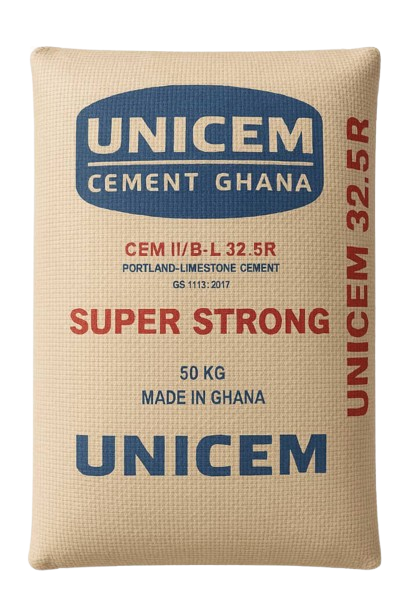 UNICEM
CEMENT GHANA
CEM II/B-L 32.5R
PORTLAND-LIMESTONE CEMENT
GS 1113: 2017
SUPER STRONG
50 KG
MADE IN GHANA
UNICEM
UNICEM 32.5R